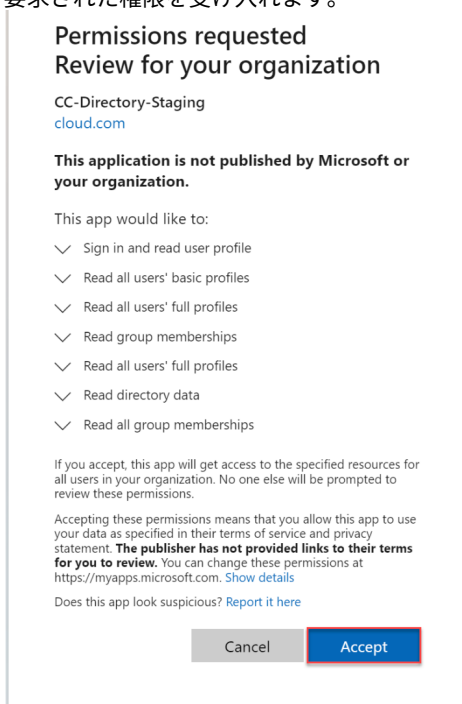 要求された権限を受け入れます。
Permissions requested
Review for your organization
CC-Directory-Staging
cloud.com
This application is not published by Microsoft or
your organization.
This app would like to:
Sign in and read user profile
Read all users' basic profiles
Read all users' full profiles
Read group memberships
Read all users' full profiles
Read directory data
Read all group memberships
If you accept, this app will get access to the specified resources for
all users in your organization. No one else will be prompted to
review these permissions.
Accepting these permissions means that you allow this app to use
your data as specified in their terms of service and privacy
statement. The publisher has not provided links to their terms
for you to review. You can change these permissions at
https://myapps.microsoft.com. Show details
Does this app look suspicious? Report it here
Cancel Accept